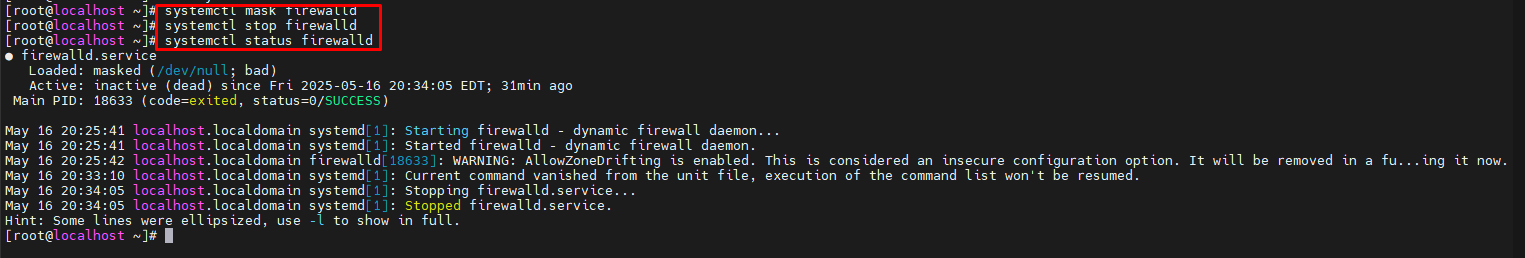 [root@localhost ~]# systemctl mask firewalld
[root@localhost ~]# systemctl stop firewalld
[root@localhost ~]# systemctl status firewalld
● firewalld.service
   Loaded: masked (/dev/null; bad)
   Active: inactive (dead) since Fri 2025-05-16 20:34:05 EDT; 31min ago
 Main PID: 18633 (code=exited, status=0/SUCCESS)

May 16 20:25:41 localhost.localdomain systemd[1]: Starting firewalld - dynamic firewall daemon...
May 16 20:25:41 localhost.localdomain systemd[1]: Started firewalld - dynamic firewall daemon.
May 16 20:25:42 localhost.localdomain firewalld[18633]: WARNING: AllowZoneDrifting is enabled. This is considered an insecure configuration option. It will be removed in a fu...ing it now.
May 16 20:33:10 localhost.localdomain systemd[1]: Current command vanished from the unit file, execution of the command list won't be resumed.
May 16 20:34:05 localhost.localdomain systemd[1]: Stopping firewalld.service...
May 16 20:34:05 localhost.localdomain systemd[1]: Stopped firewalld.service.
Hint: Some lines were ellipsized, use -l to show in full.
[root@localhost ~]#